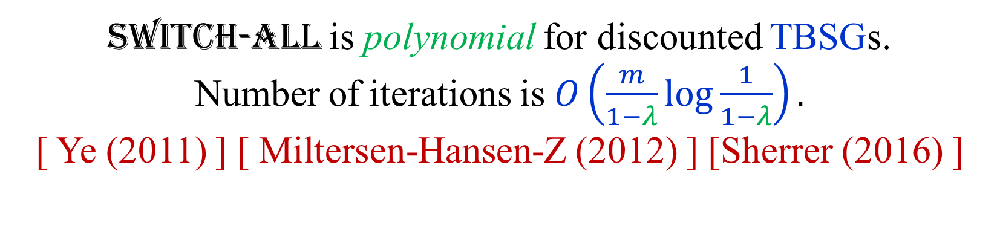 SWITCH-ALL is polynomial for discounted TBSGs.
Number of iterations is O(m/(1−λ) log 1/(1−λ)).
[ Ye (2011) ] [ Miltersen-Hansen-Z (2012) ] [Sherrer (2016) ]